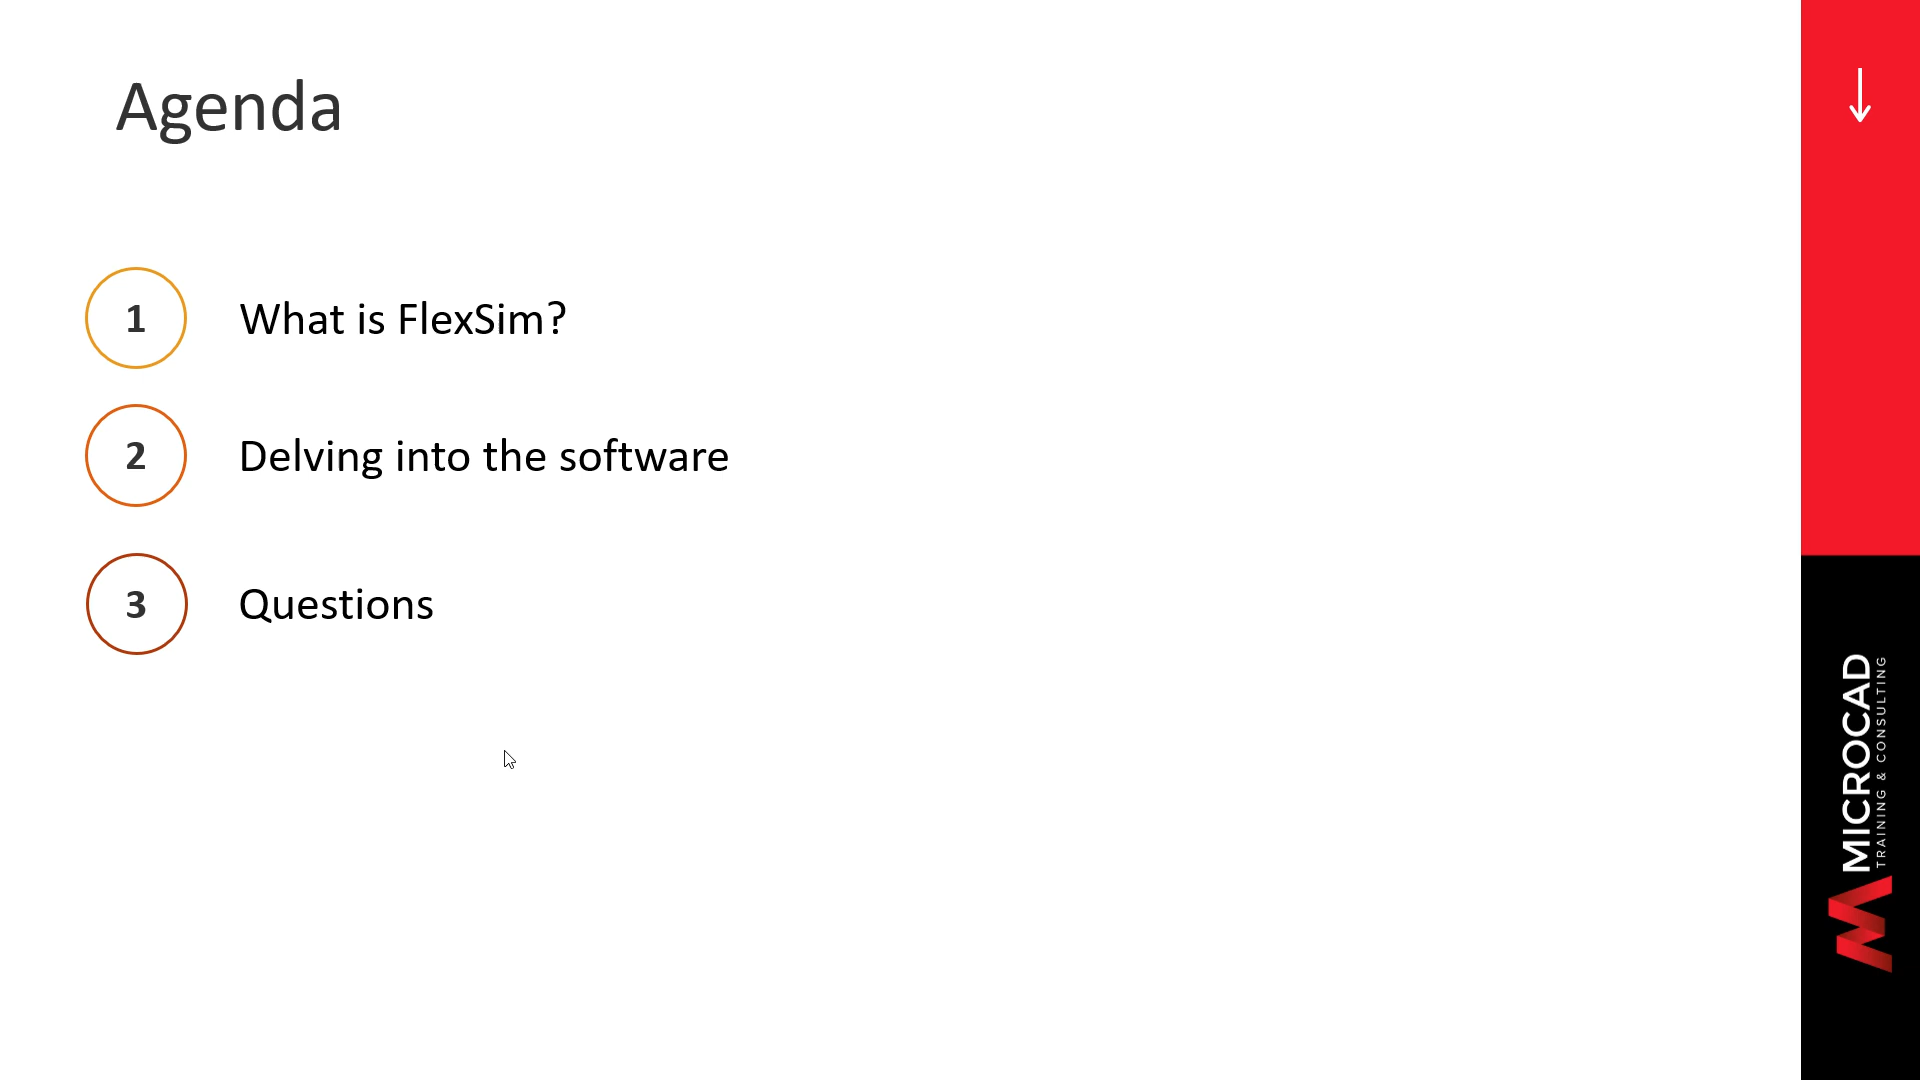 Agenda
1 What is FlexSim?
2 Delving into the software
3 Questions
MICROCAD
TRAINING & CONSULTING